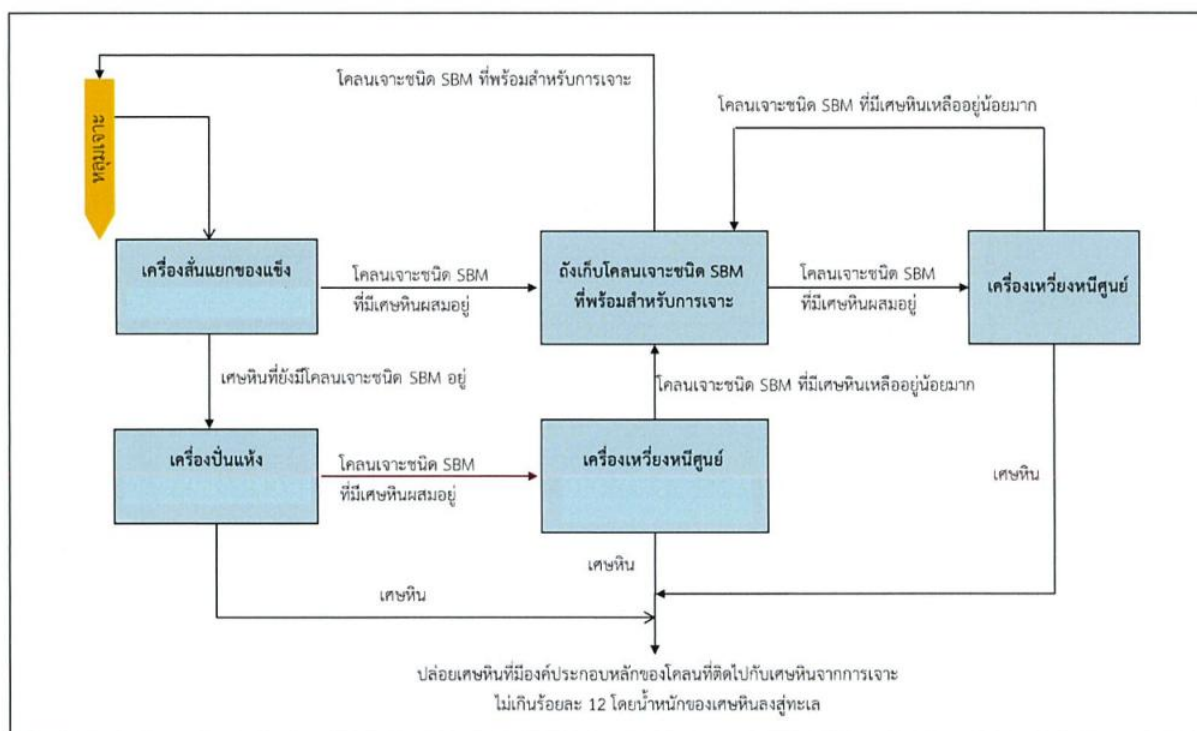 โคลนเจาะชนิด SBM ที่พร้อมสำหรับการเจาะ
โคลนเจาะชนิด SBM ที่มีเศษหินเหลืออยู่น้อยมาก
หลุมเจาะ
เครื่องสั่นแยกของแข็ง
โคลนเจาะชนิด SBM
ที่มีเศษหินผสมอยู่
ถังเก็บโคลนเจาะชนิด SBM
ที่พร้อมสำหรับการเจาะ
โคลนเจาะชนิด SBM
ที่มีเศษหินผสมอยู่
เครื่องเหวี่ยงหนีศูนย์
เศษหินที่ยังมีโคลนเจาะชนิด SBM อยู่
โคลนเจาะชนิด SBM ที่มีเศษหินเหลืออยู่น้อยมาก
เครื่องปั่นแห้ง
โคลนเจาะชนิด SBM
ที่มีเศษหินผสมอยู่
เครื่องเหวี่ยงหนีศูนย์
เศษหิน
เศษหิน
เศษหิน
ปล่อยเศษหินที่มีองค์ประกอบหลักของโคลนที่ติดไปกับเศษหินจากการเจาะ
ไม่เกินร้อยละ 12 โดยน้ำหนักของเศษหินลงสู่ทะเล